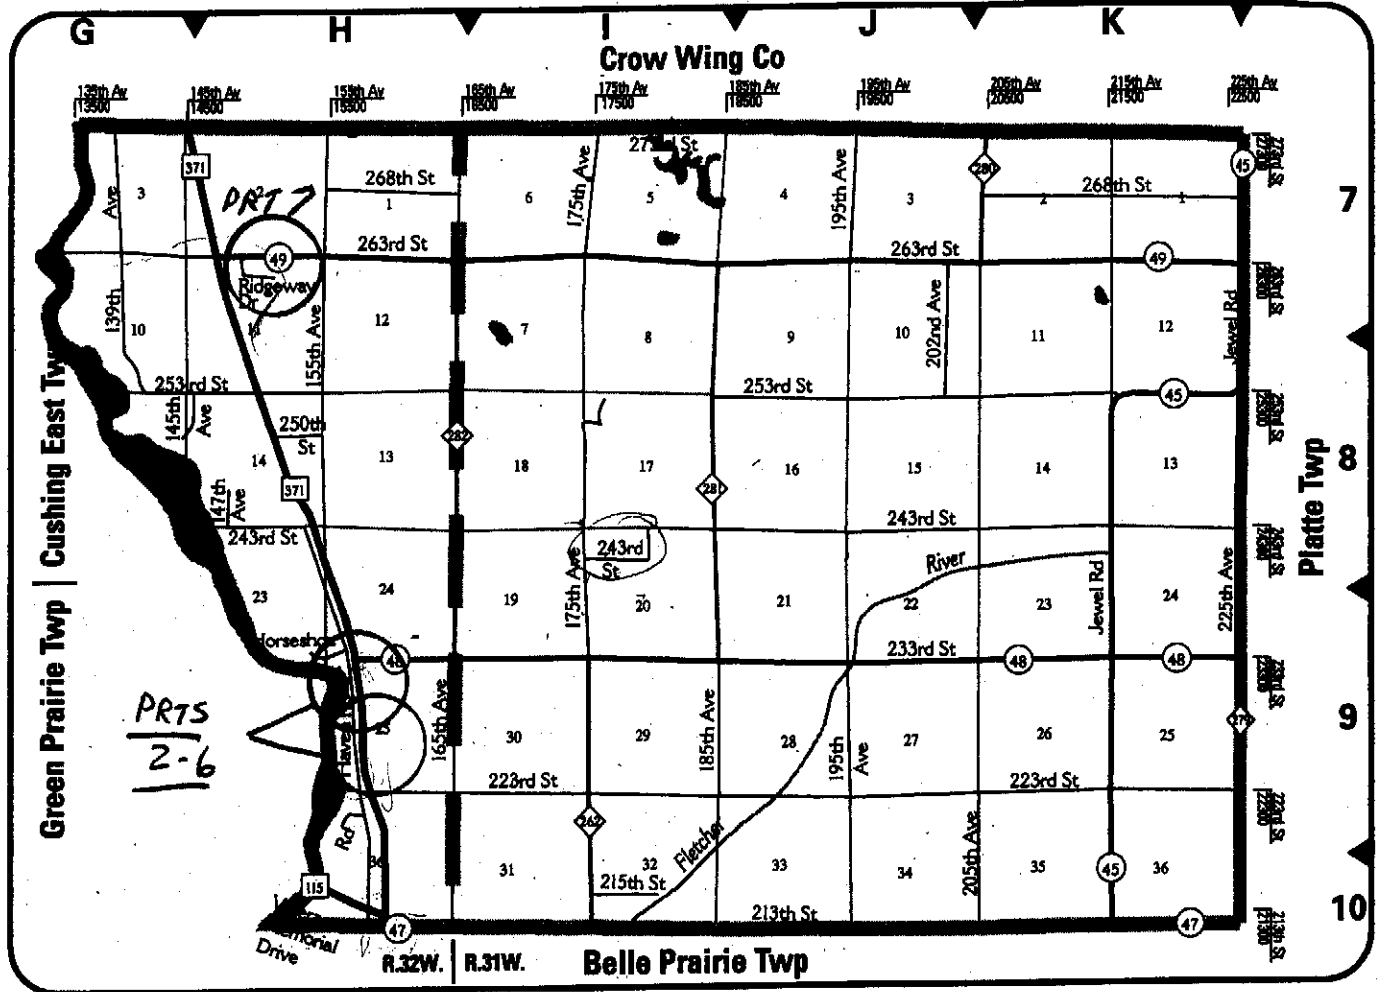 G H I J K
Crow Wing Co
135th Av 145th Av 155th Av 165th Av 175th Av 185th Av 195th Av 205th Av 215th Av 225th Av
13500 14500 15500 16500 17500 18500 19500 20500 21500 22500
St
371 280 45
268th St 268th St
3 2 1 6 5 4 3 2 1
PRT 7
Ave 175th Ave 195th Ave
7
263rd St 263rd St
49 49
Ridgeway
Dr
139th 155th Ave 202nd Ave Jewel Rd
10 11 12 7 8 9 10 11 12
253rd St 253rd St
45
145th Ave
250th
St
282
14 13 18 17 16 15 14 13
8
371 281
147th Ave
243rd St 243rd St
243rd
St
175th Ave
River
Jewel Rd
225th Ave
23 24 19 20 21 22 23 24
Horseshoe
48 233rd St 48 48
Cushing East Twp
Green Prairie Twp
Platte Twp
PRTS
2-6
Haven
165th Ave 185th Ave 195th Ave
25 30 29 28 27 26 25
9
279
223rd St 223rd St
262
Rd
Fletcher
205th Ave
36 31 32 33 34 35 36
45
115
215th St
213th St
10
47 47
Memorial
Drive
R.32W. R.31W.
Belle Prairie Twp